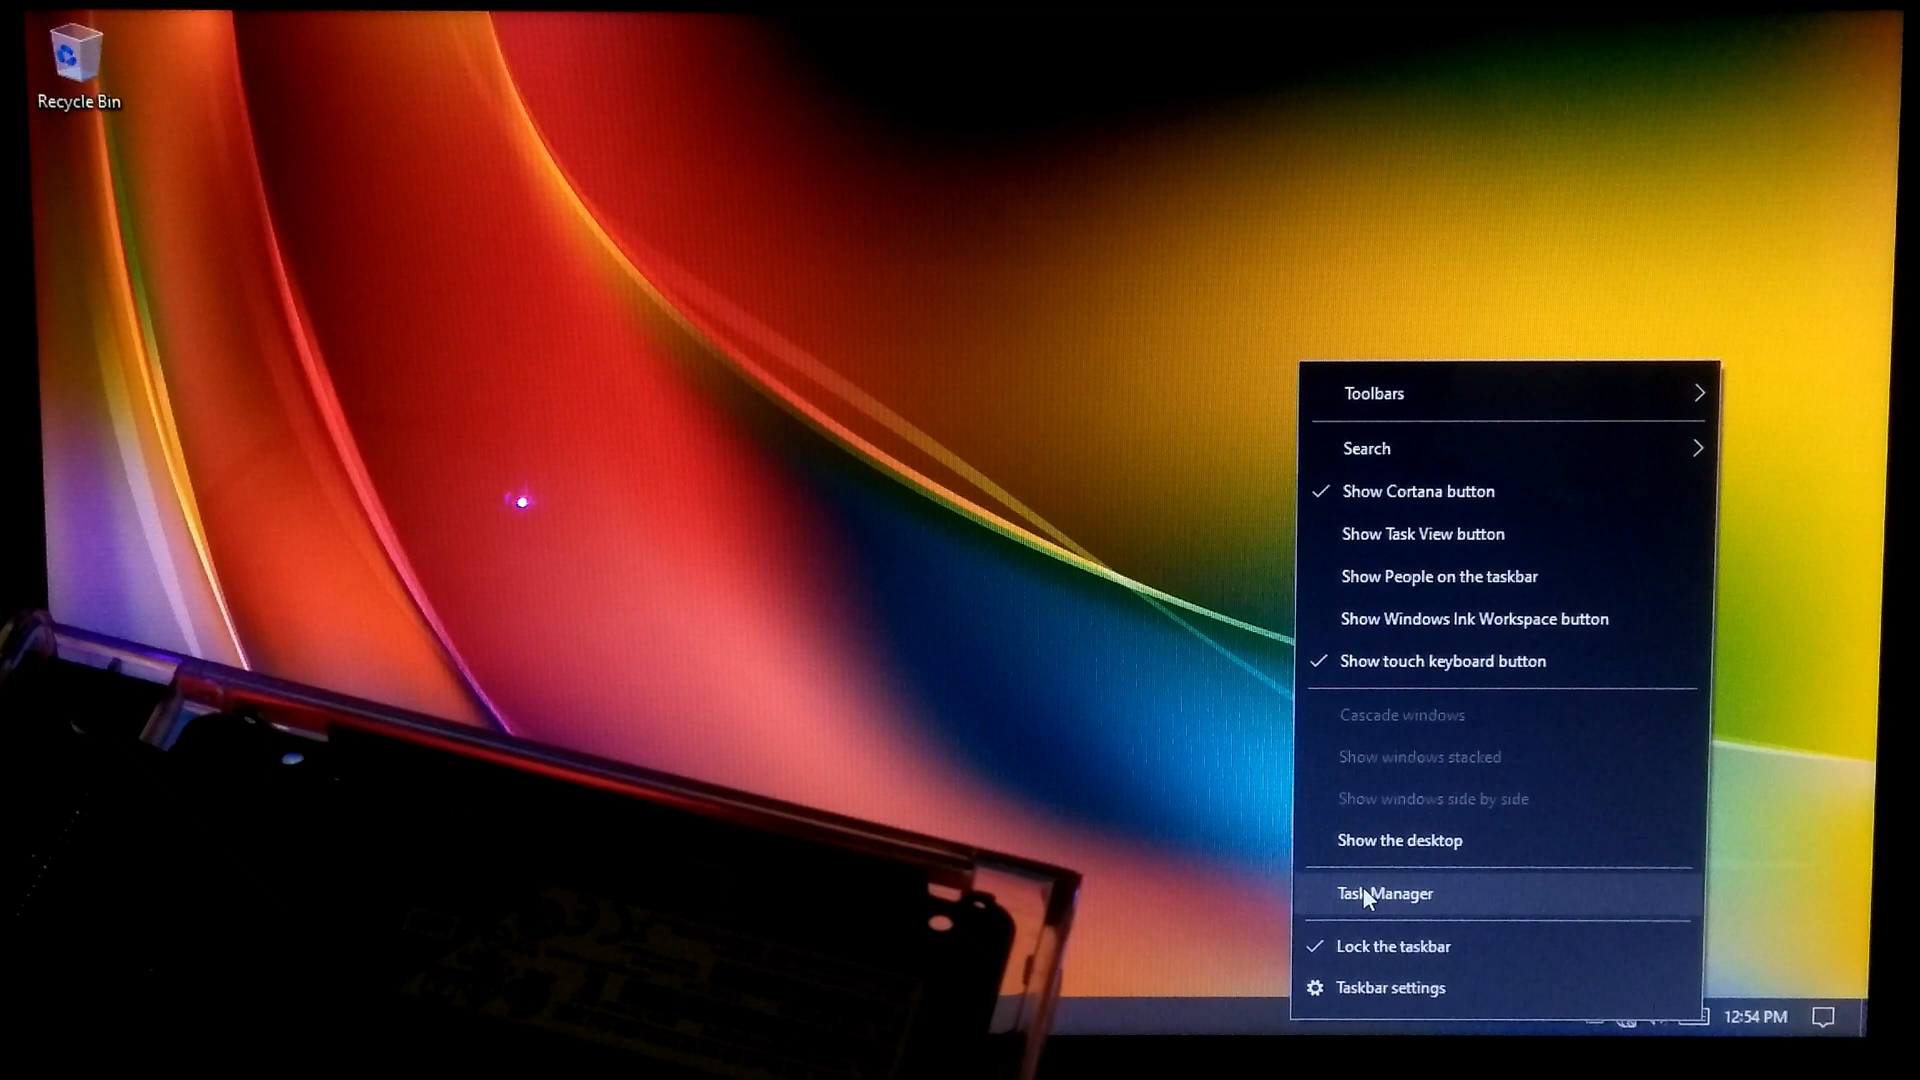 Recycle Bin
Toolbars
Search
Show Cortana button
Show Task View button
Show People on the taskbar
Show Windows Ink Workspace button
Show touch keyboard button
Cascade windows
Show windows stacked
Show windows side by side
Show the desktop
Task Manager
Lock the taskbar
Taskbar settings
12:54 PM